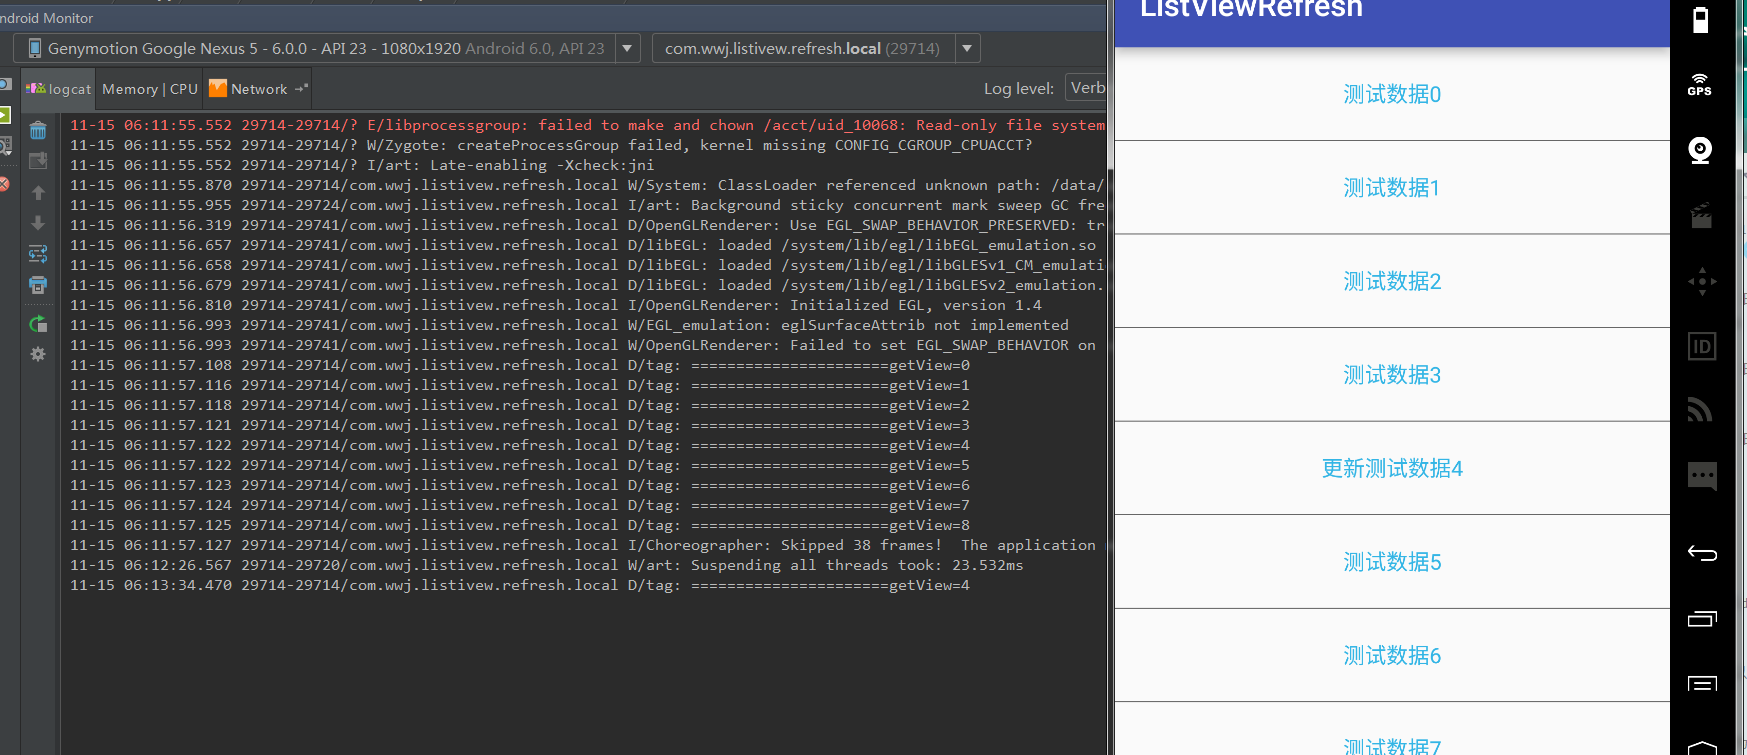 ndroid Monitor
Genymotion Google Nexus 5 - 6.0.0 - API 23 - 1080x1920 Android 6.0, API 23
com.wwj.listivew.refresh.local (29714)
logcat
Memory | CPU
Network
Log level:
Verb
11-15 06:11:55.552 29714-29714/? E/libprocessgroup: failed to make and chown /acct/uid_10068: Read-only file system
11-15 06:11:55.552 29714-29714/? W/Zygote: createProcessGroup failed, kernel missing CONFIG_CGROUP_CPUACCT?
11-15 06:11:55.552 29714-29714/? I/art: Late-enabling -Xcheck:jni
11-15 06:11:55.870 29714-29714/com.wwj.listivew.refresh.local W/System: ClassLoader referenced unknown path: /data/
11-15 06:11:55.955 29714-29724/com.wwj.listivew.refresh.local I/art: Background sticky concurrent mark sweep GC fre
11-15 06:11:56.319 29714-29741/com.wwj.listivew.refresh.local D/OpenGLRenderer: Use EGL_SWAP_BEHAVIOR_PRESERVED: tr
11-15 06:11:56.657 29714-29741/com.wwj.listivew.refresh.local D/libEGL: loaded /system/lib/egl/libEGL_emulation.so
11-15 06:11:56.658 29714-29741/com.wwj.listivew.refresh.local D/libEGL: loaded /system/lib/egl/libGLESv1_CM_emulati
11-15 06:11:56.679 29714-29741/com.wwj.listivew.refresh.local D/libEGL: loaded /system/lib/egl/libGLESv2_emulation.
11-15 06:11:56.810 29714-29741/com.wwj.listivew.refresh.local I/OpenGLRenderer: Initialized EGL, version 1.4
11-15 06:11:56.993 29714-29741/com.wwj.listivew.refresh.local W/EGL_emulation: eglSurfaceAttrib not implemented
11-15 06:11:56.993 29714-29741/com.wwj.listivew.refresh.local W/OpenGLRenderer: Failed to set EGL_SWAP_BEHAVIOR on
11-15 06:11:57.108 29714-29714/com.wwj.listivew.refresh.local D/tag: ======================getView=0
11-15 06:11:57.116 29714-29714/com.wwj.listivew.refresh.local D/tag: ======================getView=1
11-15 06:11:57.118 29714-29714/com.wwj.listivew.refresh.local D/tag: ======================getView=2
11-15 06:11:57.121 29714-29714/com.wwj.listivew.refresh.local D/tag: ======================getView=3
11-15 06:11:57.122 29714-29714/com.wwj.listivew.refresh.local D/tag: ======================getView=4
11-15 06:11:57.122 29714-29714/com.wwj.listivew.refresh.local D/tag: ======================getView=5
11-15 06:11:57.123 29714-29714/com.wwj.listivew.refresh.local D/tag: ======================getView=6
11-15 06:11:57.124 29714-29714/com.wwj.listivew.refresh.local D/tag: ======================getView=7
11-15 06:11:57.125 29714-29714/com.wwj.listivew.refresh.local D/tag: ======================getView=8
11-15 06:11:57.127 29714-29714/com.wwj.listivew.refresh.local I/Choreographer: Skipped 38 frames!  The application
11-15 06:12:26.567 29714-29720/com.wwj.listivew.refresh.local W/art: Suspending all threads took: 23.532ms
11-15 06:13:34.470 29714-29714/com.wwj.listivew.refresh.local D/tag: ======================getView=4
ListViewRefresh
测试数据0
测试数据1
测试数据2
测试数据3
更新测试数据4
测试数据5
测试数据6
测试数据7
GPS
ID